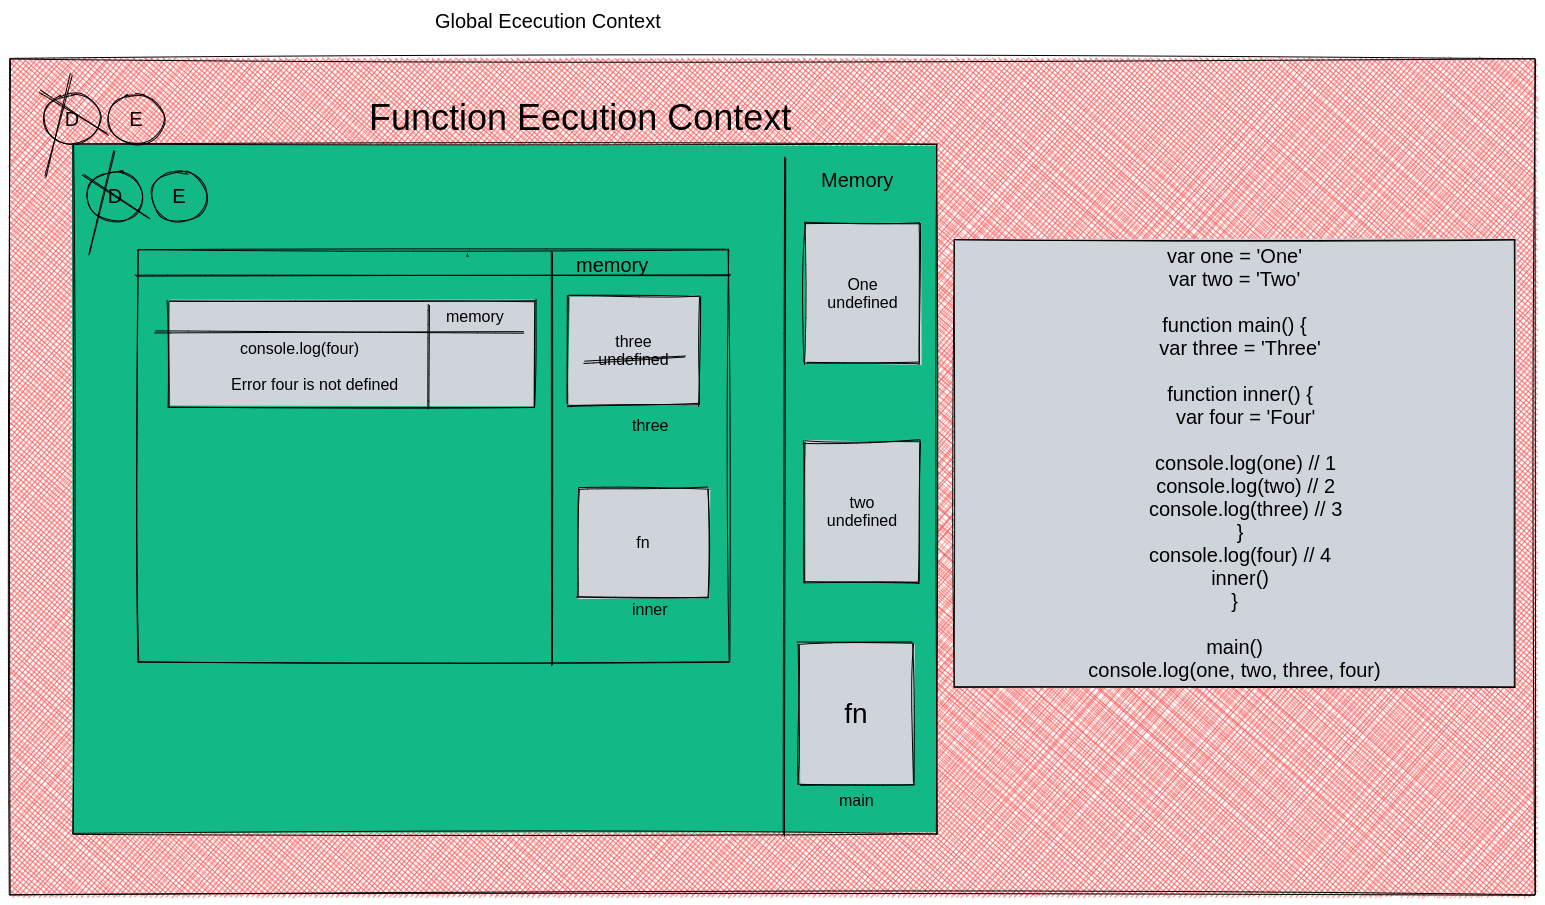 Global Ececution Context
Function Eecution Context
D
E
D
E
Memory
One
undefined
two
undefined
fn
main
memory
three
undefined
three
fn
inner
memory
console.log(four)
Error four is not defined
var one = 'One'
var two = 'Two'
function main() {
var three = 'Three'
function inner() {
var four = 'Four'
console.log(one) // 1
console.log(two) // 2
console.log(three) // 3
}
console.log(four) // 4
inner()
}
main()
console.log(one, two, three, four)